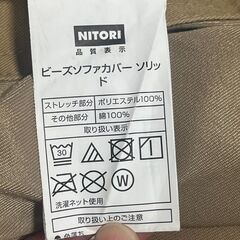 NITORI
品質表示
ビーズソファカバー ソリッ
ド
ストレッチ部分 ポリエステル100%
その他部分 綿100%
取り扱い表示
30
W
洗濯ネット使用
取り扱い上のご注意